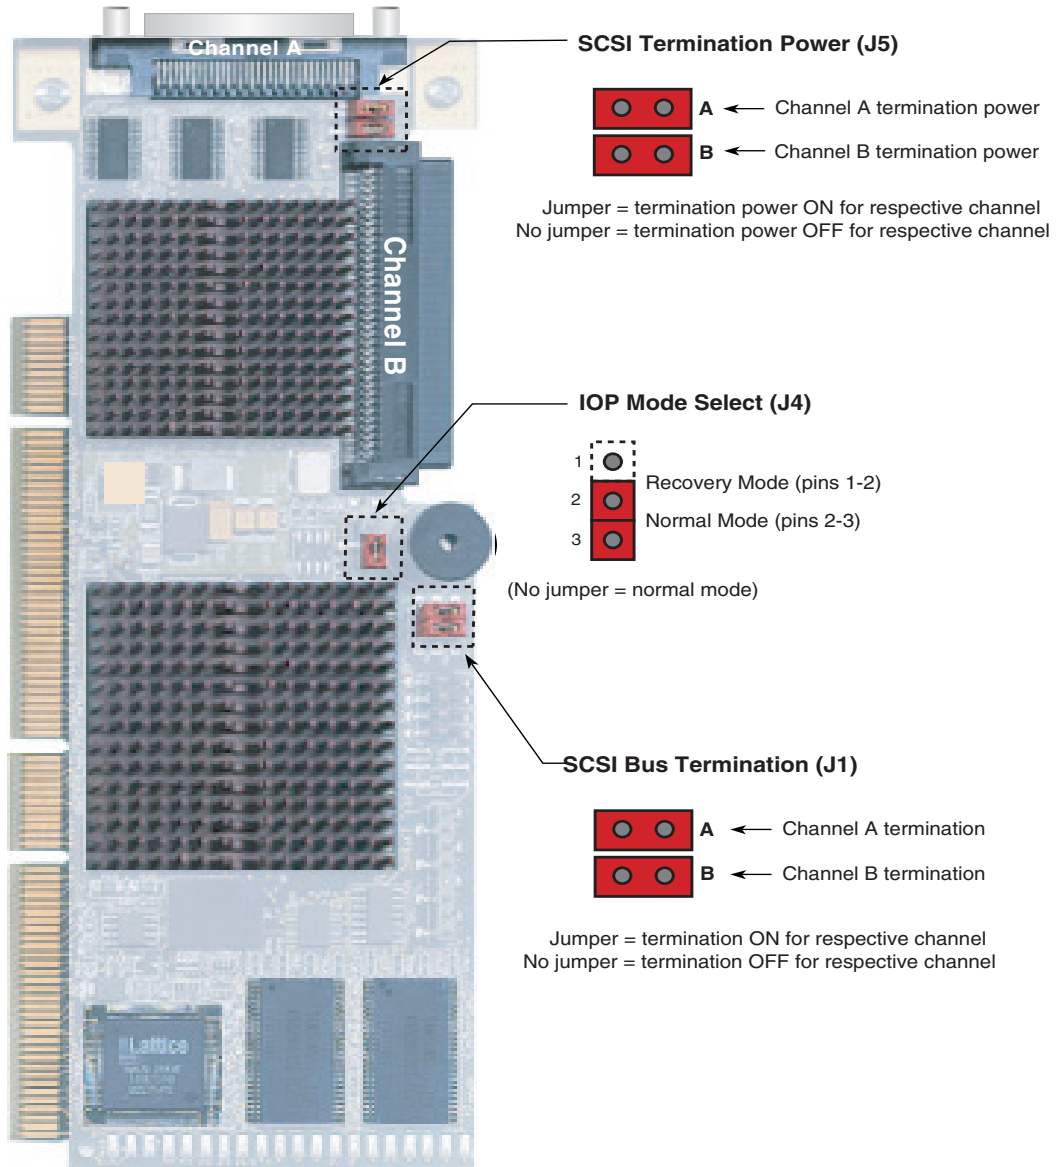 Channel A
SCSI Termination Power (J5)
A Channel A termination power
B Channel B termination power
Jumper = termination power ON for respective channel
No jumper = termination power OFF for respective channel
Channel B
IOP Mode Select (J4)
1
Recovery Mode (pins 1-2)
2
Normal Mode (pins 2-3)
3
(No jumper = normal mode)
SCSI Bus Termination (J1)
A Channel A termination
B Channel B termination
Jumper = termination ON for respective channel
No jumper = termination OFF for respective channel
Lattice